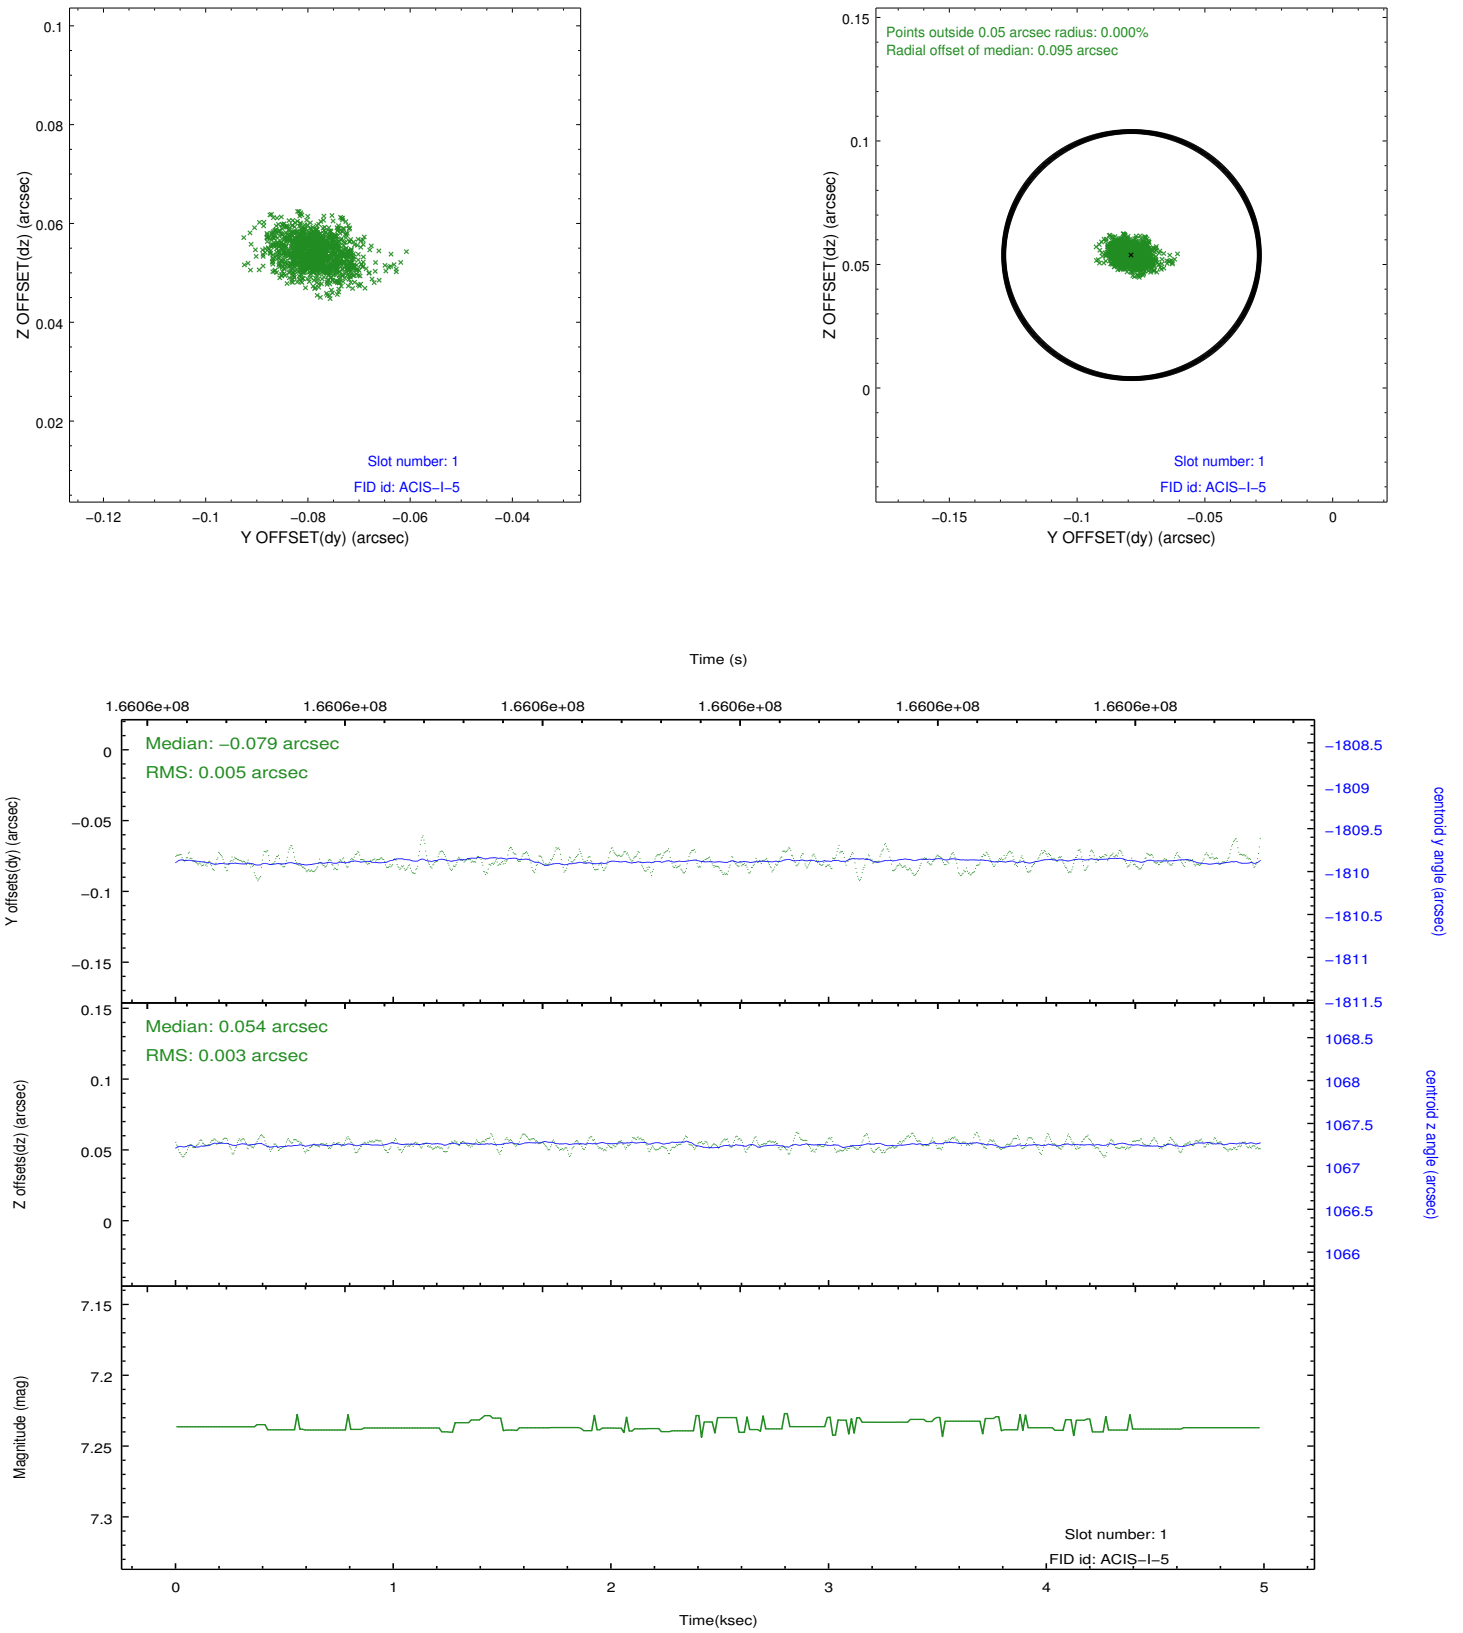 0.1
0.08
0.06
0.04
0.02
Z OFFSET(dz) (arcsec)
Slot number: 1
FID id: ACIS−I−5
−0.12
−0.1
−0.08
−0.06
−0.04
Y OFFSET(dy) (arcsec)
Points outside 0.05 arcsec radius: 0.000%
Radial offset of median: 0.095 arcsec
0.15
0.1
0.05
0
Z OFFSET(dz) (arcsec)
Slot number: 1
FID id: ACIS−I−5
−0.15
−0.1
−0.05
0
Y OFFSET(dy) (arcsec)
Time (s)
1.6606e+08
1.6606e+08
1.6606e+08
1.6606e+08
1.6606e+08
1.6606e+08
Median: −0.079 arcsec
RMS: 0.005 arcsec
0
−0.05
−0.1
−0.15
Y offsets(dy) (arcsec)
−1808.5
−1809
−1809.5
−1810
−1810.5
−1811
−1811.5
centroid y angle (arcsec)
Median: 0.054 arcsec
RMS: 0.003 arcsec
0.15
0.1
0.05
0
Z offsets(dz) (arcsec)
1068.5
1068
1067.5
1067
1066.5
1066
centroid z angle (arcsec)
7.15
7.2
7.25
7.3
Magnitude (mag)
Slot number: 1
FID id: ACIS−I−5
0
1
2
3
4
5
Time(ksec)